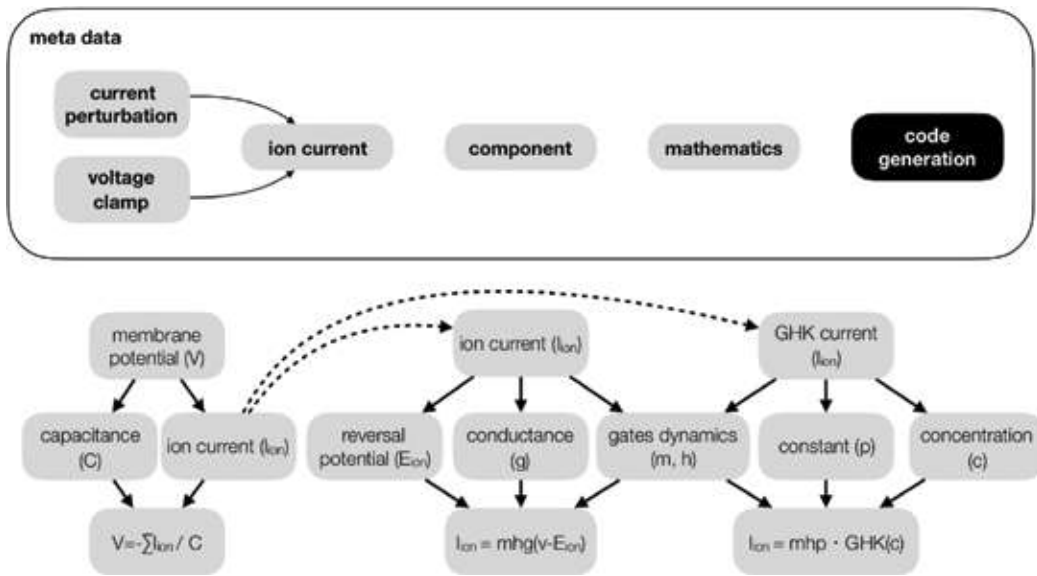 meta data
current
perturbation
voltage
clamp
ion current
component
mathematics
code
generation
membrane
potential (V)
ion current (Iion)
GHK current
(Iion)
capacitance
(C)
ion current (Iion)
reversal
potential (Eion)
conductance
(g)
gates dynamics
(m, h)
constant (p)
concentration
(c)
V=-∑Iion / C
Iion = mhg(v-Eion)
Iion = mhp · GHK(c)